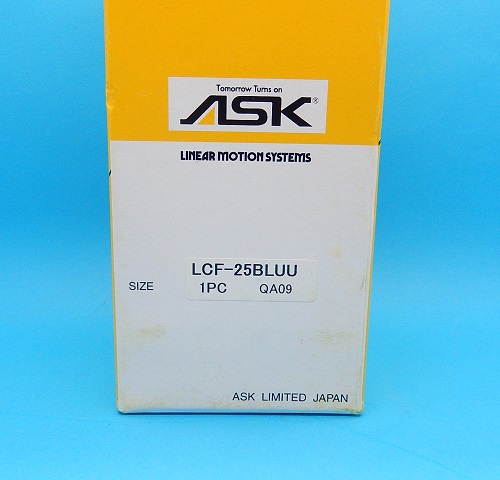 Tomorrow Turns on
ASK®
LINEAR MOTION SYSTEMS
LCF-25BLUU
SIZE 1PC QA09
ASK LIMITED JAPAN